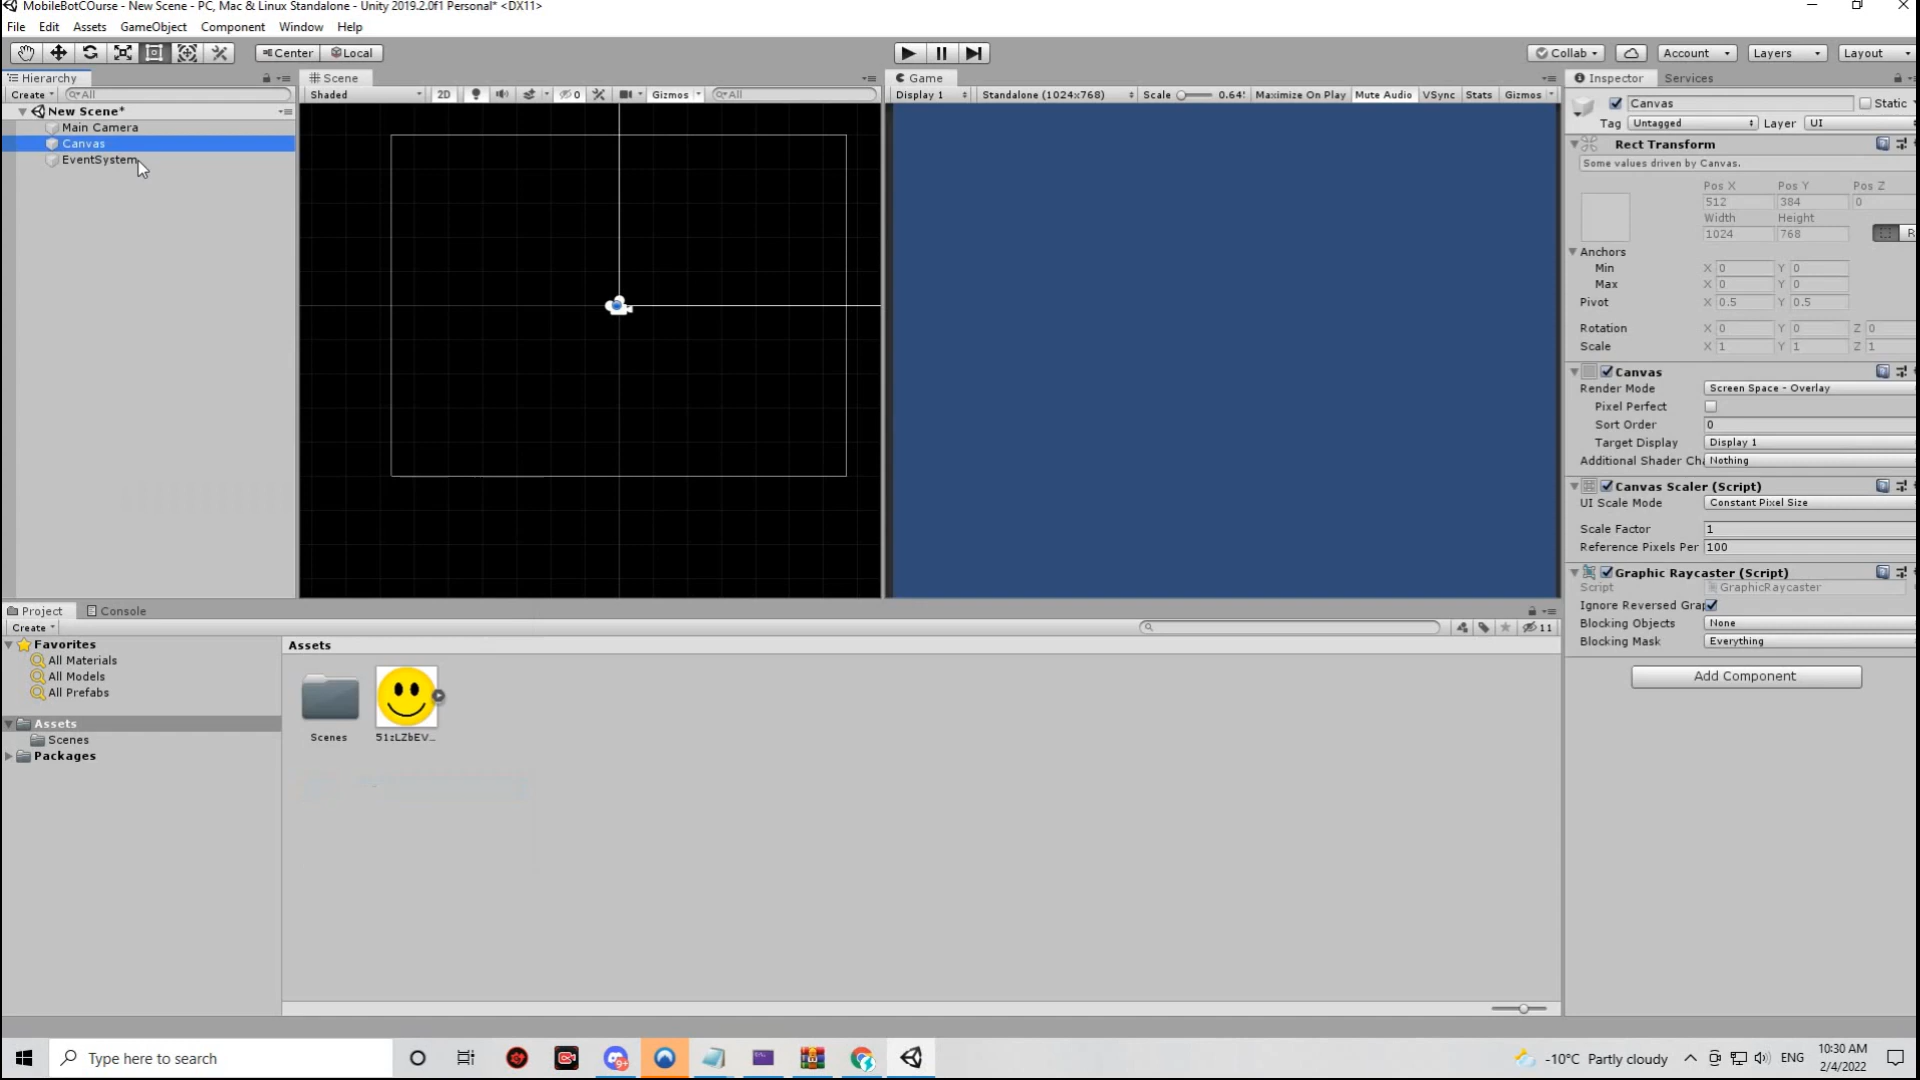 MobileBotCOurse - New Scene - PC, Mac & Linux Standalone - Unity 2019.2.0f1 Personal* <DX11>
File Edit Assets GameObject Component Window Help
Center Local Collab Account Layers Layout
Hierarchy
Create All
New Scene*
Main Camera
Canvas
EventSystem
Scene
Shaded 2D 0 Gizmos All
Game
Display 1 Standalone (1024x768) Scale 0.64 Maximize On Play Mute Audio VSync Stats Gizmos
Inspector Services
Canvas Static
Tag Untagged Layer UI
Rect Transform
Some values driven by Canvas.
Pos X Pos Y Pos Z
512 384 0
Width Height
1024 768 R
Anchors
Min X 0 Y 0
Max X 0 Y 0
Pivot X 0.5 Y 0.5
Rotation X 0 Y 0 Z 0
Scale X 1 Y 1 Z 1
Canvas
Render Mode Screen Space - Overlay
Pixel Perfect
Sort Order 0
Target Display Display 1
Additional Shader Cha Nothing
Canvas Scaler (Script)
UI Scale Mode Constant Pixel Size
Scale Factor 1
Reference Pixels Per 100
Graphic Raycaster (Script)
Script GraphicRaycaster
Ignore Reversed Grap
Blocking Objects None
Blocking Mask Everything
Add Component
Project Console
Create 11
Favorites
All Materials
All Models
All Prefabs
Assets
Scenes
Packages
Assets
Scenes 51zLZbEV...
Type here to search
9+
-10°C Partly cloudy ENG 10:30 AM
2/4/2022